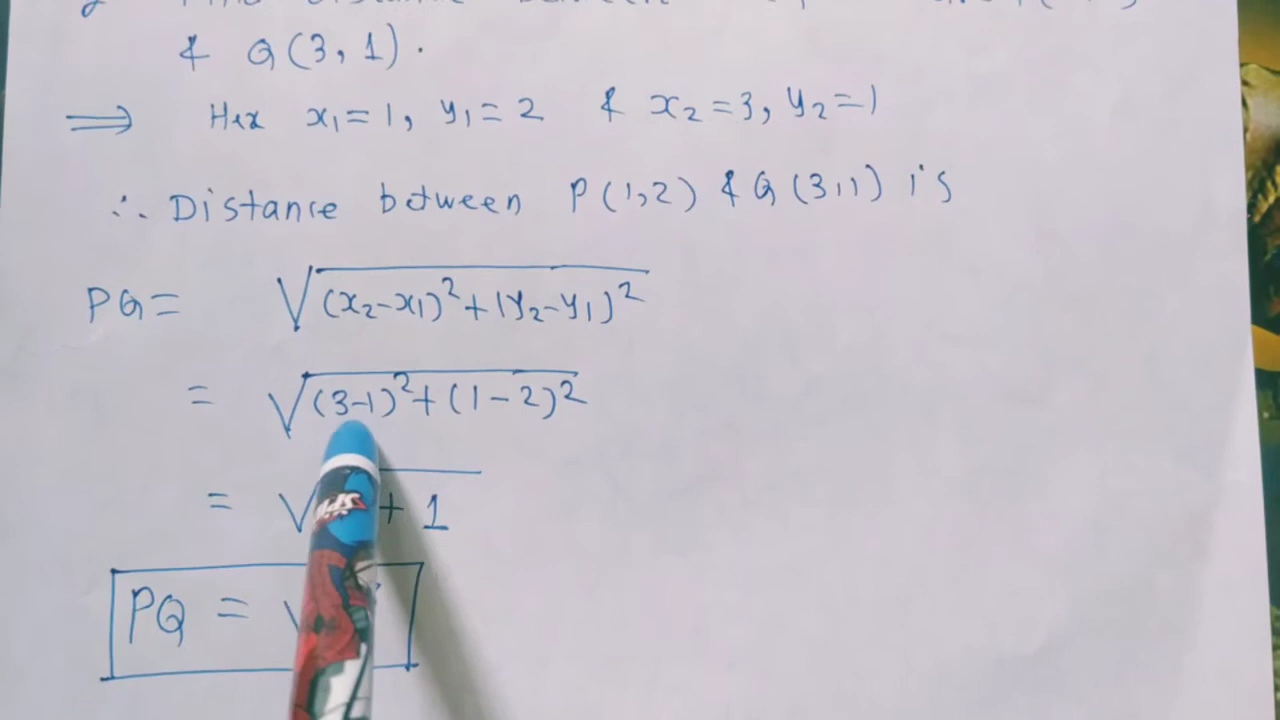 & Q(3, 1).
⟹ Hex x₁=1, y₁=2 & x₂=3, y₂=1
∴ Distance between P(1,2) & Q(3,1) is
PQ = √(x₂-x₁)²+(y₂-y₁)²
= √(3-1)²+(1-2)²
= √ + 1
PQ = √